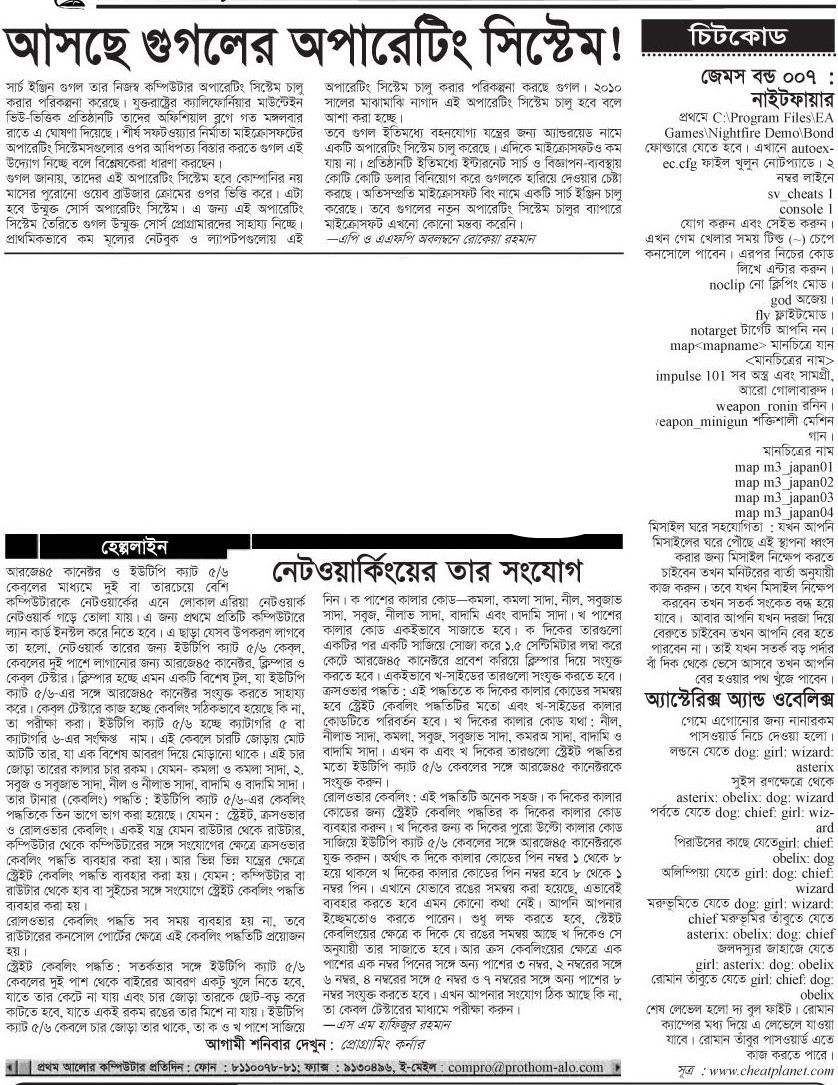 আসছে গুগলের অপারেটিং সিস্টেম!
সার্চ ইঞ্জিন গুগল তার নিজস্ব কম্পিউটার অপারেটিং সিস্টেম চালু
করার পরিকল্পনা করেছে। যুক্তরাষ্ট্রের ক্যালিফোর্নিয়ার মাউন্টেইন
ভিউ-ভিত্তিক প্রতিষ্ঠানটি তাদের অফিশিয়াল ব্লগে গত মঙ্গলবার
রাতে এ ঘোষণা দিয়েছে। শীর্ষ সফটওয়্যার নির্মাতা মাইক্রোসফটের
অপারেটিং সিস্টেমসগুলোর ওপর আধিপত্য বিস্তার করতে গুগল এই
উদ্যোগ নিচ্ছে বলে বিশ্লেষকেরা ধারণা করছেন।
গুগল জানায়, তাদের এই অপারেটিং সিস্টেম হবে কোম্পানির নয়
মাসের পুরোনো ওয়েব ব্রাউজার ক্রোমের ওপর ভিত্তি করে। এটা
হবে উন্মুক্ত সোর্স অপারেটিং সিস্টেম। এ জন্য এই অপারেটিং
সিস্টেম তৈরিতে গুগল উন্মুক্ত সোর্স প্রোগ্রামারদের সাহায্য নিচ্ছে।
প্রাথমিকভাবে কম মূল্যের নেটবুক ও ল্যাপটপগুলোয় এই
অপারেটিং সিস্টেম চালু করার পরিকল্পনা করছে গুগল। ২০১০
সালের মাঝামাঝি নাগাদ এই অপারেটিং সিস্টেম চালু হবে বলে
আশা করা হচ্ছে।
তবে গুগল ইতিমধ্যে বহনযোগ্য যন্ত্রের জন্য অ্যান্ডরয়েড নামে
একটি অপারেটিং সিস্টেম চালু করেছে। এদিকে মাইক্রোসফটও কম
যায় না। প্রতিষ্ঠানটি ইতিমধ্যে ইন্টারনেট সার্চ ও বিজ্ঞাপন-ব্যবস্থায়
কোটি কোটি ডলার বিনিয়োগ করে গুগলকে হারিয়ে দেওয়ার চেষ্টা
করছে। অতিসম্প্রতি মাইক্রোসফট বিং নামে একটি সার্চ ইঞ্জিন চালু
করেছে। তবে গুগলের নতুন অপারেটিং সিস্টেম চালুর ব্যাপারে
মাইক্রোসফট এখনো কোনো মন্তব্য করেনি।
—এপি ও এএফপি অবলম্বনে রোকেয়া রহমান
হেল্পলাইন
নেটওয়ার্কিংয়ের তার সংযোগ
আরজে৪৫ কানেক্টর ও ইউটিপি ক্যাট ৫/৬
কেবলের মাধ্যমে দুই বা তারচেয়ে বেশি
কম্পিউটারকে নেটওয়ার্কের এনে লোকাল এরিয়া নেটওয়ার্ক
নেটওয়ার্ক গড়ে তোলা যায়। এ জন্য প্রথমে প্রতিটি কম্পিউটারে
ল্যান কার্ড ইনস্টল করে নিতে হবে। এ ছাড়া যেসব উপকরণ লাগবে
তা হলো, নেটওয়ার্ক তারের জন্য ইউটিপি ক্যাট ৫/৬ কেব্‌ল,
কেবলের দুই পাশে লাগানোর জন্য আরজে৪৫ কানেক্টর, ক্লিম্পার ও
কেব্‌ল টেস্টার। ক্লিম্পার হচ্ছে এমন একটি বিশেষ টুল, যা ইউটিপি
ক্যাট ৫/৬-এর সঙ্গে আরজে৪৫ কানেক্টর সংযুক্ত করতে সাহায্য
করে। কেব্‌ল টেস্টারে কাজ হচ্ছে কেব্‌লিং সঠিকভাবে হয়েছে কি না,
তা পরীক্ষা করা। ইউটিপি ক্যাট ৫/৬ হচ্ছে ক্যাটাগরি ৫ বা
ক্যাটাগরি ৬-এর সংক্ষিপ্ত নাম। এই কেবলে চারটি জোড়ায় মোট
আটটি তার, যা এক বিশেষ আবরণ দিয়ে মোড়ানো থাকে। এই চার
জোড়া তারের কালার চার রকম। যেমন- কমলা ও কমলা সাদা, ২.
সবুজ ও সবুজাভ সাদা, নীল ও নীলাভ সাদা, বাদামি ও বাদামি সাদা।
তার টানার (কেবলিং) পদ্ধতি: ইউটিপি ক্যাট ৫/৬-এর কেবলিং
পদ্ধতিকে তিন ভাগে ভাগ করা হয়েছে। যেমন: স্ট্রেইট, ক্রসওভার
ও রোলওভার কেবলিং। একই যন্ত্র যেমন রাউটার থেকে রাউটার,
কম্পিউটার থেকে কম্পিউটারের সঙ্গে সংযোগের ক্ষেত্রে ক্রসওভার
কেবলিং পদ্ধতি ব্যবহার করা হয়। আর ভিন্ন ভিন্ন যন্ত্রের ক্ষেত্রে
স্ট্রেইট কেবলিং পদ্ধতি ব্যবহার করা হয়। যেমন: কম্পিউটার বা
রাউটার থেকে হাব বা সুইচের সঙ্গে সংযোগে স্ট্রেইট কেবলিং পদ্ধতি
ব্যবহার করা হয়।
রোলওভার কেবলিং পদ্ধতি সব সময় ব্যবহার হয় না, তবে
রাউটারের কনসোল পোর্টের ক্ষেত্রে এই কেবলিং পদ্ধতিটি প্রয়োজন
হয়।
স্ট্রেইট কেবলিং পদ্ধতি: সতর্কতার সঙ্গে ইউটিপি ক্যাট ৫/৬
কেবলের দুই পাশ থেকে বাইরের আবরণ একটু খুলে নিতে হবে,
যাতে তার কেটে না যায় এবং চার জোড়া তারকে ছোট-বড় করে
কাটতে হবে, যাতে একই রকম রঙের তার মিশে না যায়। ইউটিপি
ক্যাট ৫/৬ কেবলে চার জোড়া তার থাকে, তা ক ও খ পাশে সাজিয়ে
নিন। ক পাশের কালার কোড—কমলা, কমলা সাদা, নীল, সবুজাভ
সাদা, সবুজ, নীলাভ সাদা, বাদামি এবং বাদামি সাদা। খ পাশের
কালার কোড একইভাবে সাজাতে হবে। ক দিকের তারগুলো
একটির পর একটি সাজিয়ে সোজা করে ১.৫ সেন্টিমিটার লম্বা করে
কেটে আরজে৪৫ কানেক্টরে প্রবেশ করিয়ে ক্লিম্পার দিয়ে সংযুক্ত
করতে হবে। একইভাবে খ-সাইডের তারগুলো সংযুক্ত করতে হবে।
ক্রসওভার পদ্ধতি: এই পদ্ধতিতে ক দিকের কালার কোডের সমন্বয়
হবে স্ট্রেইট কেবলিং পদ্ধতিটির মতো এবং খ-সাইডের কালার
কোডটিতে পরিবর্তন হবে। খ দিকের কালার কোড যথা: নীল,
নীলাভ সাদা, কমলা, সবুজ, সবুজাভ সাদা, কমরঅ সাদা, বাদামি ও
বাদামি সাদা। এখন ক এবং খ দিকের তারগুলো স্ট্রেইট পদ্ধতির
মতো ইউটিপি ক্যাট ৫/৬ কেবলের সঙ্গে আরজে৪৫ কানেক্টরকে
সংযুক্ত করুন।
রোলওভার কেবলিং: এই পদ্ধতিটি অনেক সহজ। ক দিকের কালার
কোডের জন্য স্ট্রেইট কেবলিং পদ্ধতির ক দিকের কালার কোড
ব্যবহার করুন। খ দিকের জন্য ক দিকের পুরো উল্টো কালার কোড
সাজিয়ে ইউটিপি ক্যাট ৫/৬ কেবলের সঙ্গে আরজে৪৫ কানেক্টরকে
যুক্ত করুন। অর্থাৎ ক দিকে কালার কোডের পিন নম্বর ১ থেকে ৮
হয়ে থাকলে খ দিকের কালার কোডের পিন নম্বর হবে ৮ থেকে ১
নম্বর পিন। এখানে যেভাবে রঙের সমন্বয় করা হয়েছে, এভাবেই
ব্যবহার করতে হবে এমন কোনো কথা নেই। আপনি আপনার
ইচ্ছেমতোও করতে পারেন। শুধু লক্ষ করতে হবে, স্টেইট
কেবলিংয়ের ক্ষেত্রে ক দিকে যে রঙের সমন্বয় আছে খ দিকেও সে
অনুযায়ী তার সাজাতে হবে। আর ক্রস কেবলিংয়ের ক্ষেত্রে এক
পাশের এক নম্বর পিনের সঙ্গে অন্য পাশের ৩ নম্বর, ২ নম্বরের সঙ্গে
৬ নম্বর, ৪ নম্বরের সঙ্গে ৫ নম্বর ও ৭ নম্বরের সঙ্গে অন্য পাশের ৮
নম্বর সংযুক্ত করতে হবে। এখন আপনার সংযোগ ঠিক আছে কি না,
তা কেবল টেস্টারের মাধ্যমে পরীক্ষা করুন।
—এস এম হাফিজুর রহমান
আগামী শনিবার দেখুন: প্রোগ্রামিং কর্নার
প্রথম আলোর কম্পিউটার প্রতিদিন: ফোন : ৮১১০০৭৮-৮১; ফ্যাক্স : ৯১৩০৪৯৬, ই-মেইল : compro@prothom-alo.com
চিটকোড
জেমস বন্ড ০০৭ :
নাইটফায়ার
প্রথমে C:\Program Files\EA
Games\Nightfire Demo\Bond
ফোল্ডারে যেতে হবে। এখানে autoex-
ec.cfg ফাইল খুলুন নোটপ্যাডে। ২
নম্বর লাইনে
sv_cheats 1
console 1
যোগ করুন এবং সেইভ করুন।
এখন গেম খেলার সময় টিল্ড (~) চেপে
কনসোলে পাবেন। এরপর নিচের কোড
লিখে এন্টার করুন।
noclip নো ক্লিপিং মোড।
god অজেয়।
fly ফ্লাইটমোড।
notarget টার্গেট আপনি নন।
map<mapname> মানচিত্রে যান
<মানচিত্রের নাম>
impulse 101 সব অস্ত্র এবং সামগ্রী,
আরো গোলাবারুদ।
weapon_ronin রনিন।
weapon_minigun শক্তিশালী মেশিন
গান।
মানচিত্রের নাম
map m3_japan01
map m3_japan02
map m3_japan03
map m3_japan04
মিসাইল ঘরে সহযোগিতা : যখন আপনি
মিসাইলের ঘরে পৌঁছে এই স্থাপনা ধ্বংস
করার জন্য মিসাইল নিক্ষেপ করতে
চাইবেন তখন মনিটরের বার্তা অনুযায়ী
কাজ করুন। তবে যখন মিসাইল নিক্ষেপ
করবেন তখন সতর্ক সংকেত বন্ধ হয়ে
যাবে। আবার আপনি যখন দরজা দিয়ে
বেরুতে চাইবেন তখন আপনি বের হতে
পারবেন না। তাই যখন সতর্ক বড় পর্দার
বাঁ দিক থেকে ভেসে আসবে তখন আপনি
বের হওয়ার পথ খুঁজে পাবেন।
অ্যাস্টেরিক্স অ্যান্ড ওবেলিক্স
গেমে এগোনোর জন্য নানারকম
পাসওয়ার্ড নিচে দেওয়া হলো।
লন্ডনে যেতে dog: girl: wizard:
asterix
সুইস রণক্ষেত্রে থেকে
asterix: obelix: dog: wizard
পর্বতে যেতে dog: chief: girl: wiz-
ard
পিরাউসের কাছে যেতেgirl: chief:
obelix: dog
অলিম্পিয়া যেতে girl: dog: chief:
wizard
মরুভূমিতে যেতে dog: girl: wizard:
chief মরুভূমির তাঁবুতে যেতে
asterix: obelix: dog: chief
জলদস্যুর জাহাজে যেতে
girl: asterix: dog: obelix
রোমান তাঁবুতে যেতে girl: chief: dog:
obelix
শেষ লেভেল হলো দ্য বুল ফাইট। রোমান
ক্যাম্পের মধ্য দিয়ে এ লেভেলে যাওয়া
যাবে। রোমান তাঁবুর পাসওয়ার্ড এতে
কাজ করতে পারে।
সূত্র : www.cheatplanet.com